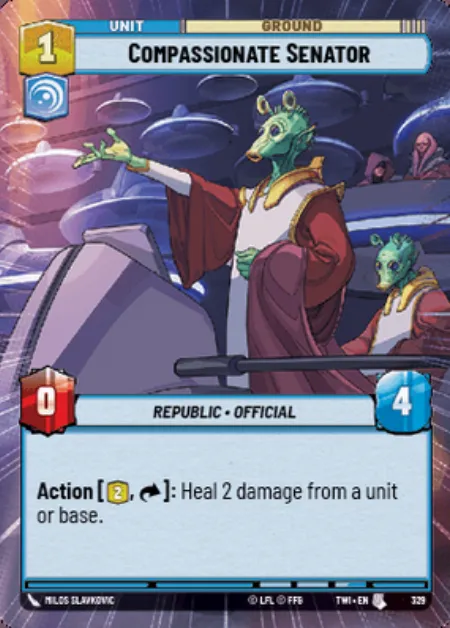 UNIT GROUND
1 COMPASSIONATE SENATOR
0 REPUBLIC • OFFICIAL 4
Action [2, ]: Heal 2 damage from a unit
or base.
MILOS SLAVKOVIC © LFL © FFG TWI • EN 329